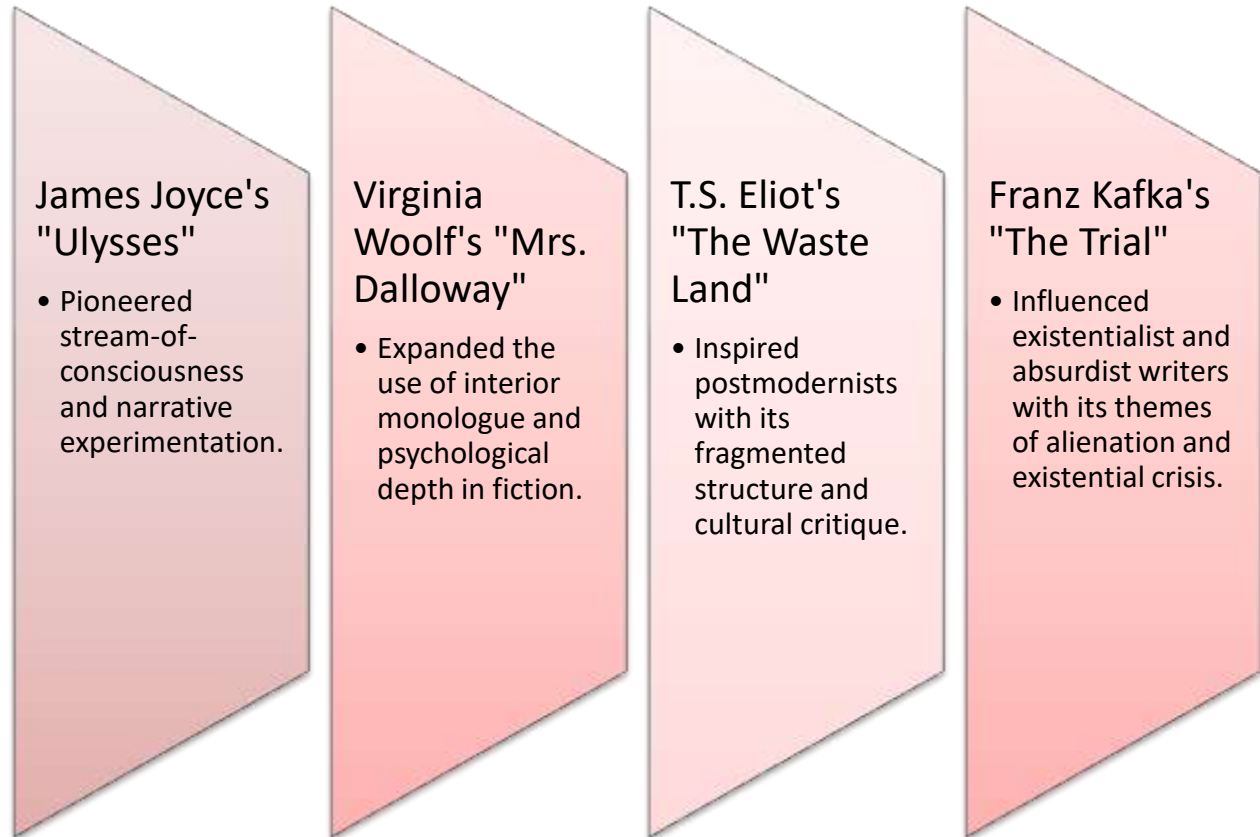 James Joyce's
"Ulysses"
• Pioneered
stream-of-
consciousness
and narrative
experimentation.
Virginia
Woolf's "Mrs.
Dalloway"
• Expanded the
use of interior
monologue and
psychological
depth in fiction.
T.S. Eliot's
"The Waste
Land"
• Inspired
postmodernists
with its
fragmented
structure and
cultural critique.
Franz Kafka's
"The Trial"
• Influenced
existentialist and
absurdist writers
with its themes
of alienation and
existential crisis.